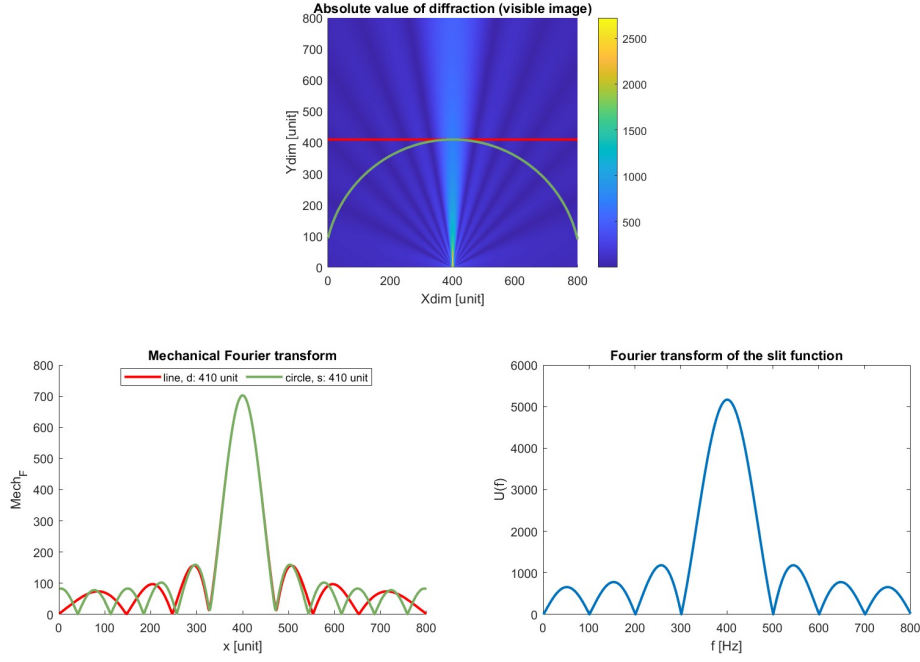 Absolute value of diffraction (visible image)
800
700
600
500
400
300
200
100
0
Ydim [unit]
0 200 400 600 800
Xdim [unit]
2500
2000
1500
1000
500
Mechanical Fourier transform
line, d: 410 unit circle, s: 410 unit
800
700
600
500
400
300
200
100
0
Mech_F
0 100 200 300 400 500 600 700 800
x [unit]
Fourier transform of the slit function
6000
5000
4000
3000
2000
1000
0
U(f)
0 100 200 300 400 500 600 700 800
f [Hz]